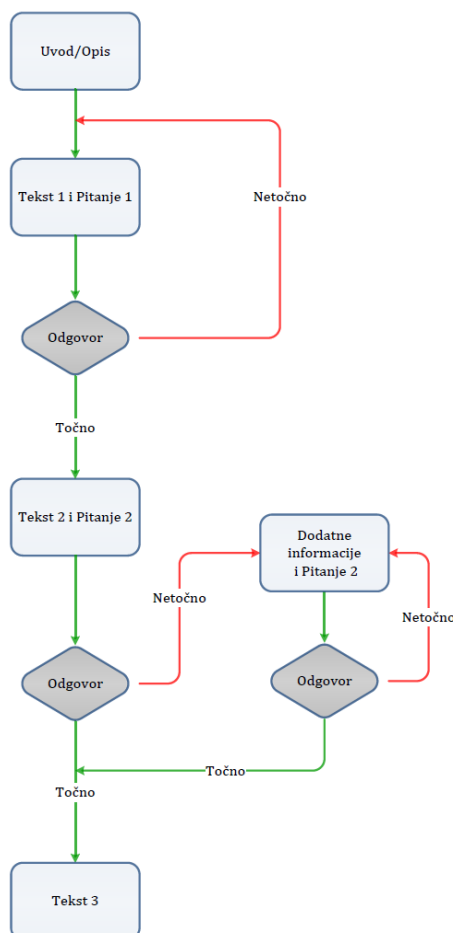 Uvod/Opis
Tekst 1 i Pitanje 1
Netočno
Odgovor
Točno
Tekst 2 i Pitanje 2
Dodatne
informacije
i Pitanje 2
Netočno
Netočno
Odgovor
Odgovor
Točno
Točno
Tekst 3